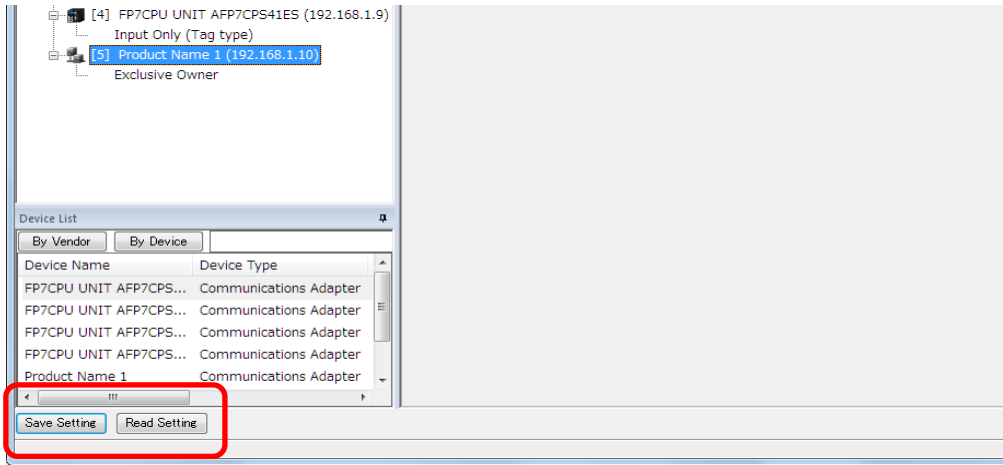 [4] FP7CPU UNIT AFP7CPS41ES (192.168.1.9)
Input Only (Tag type)
[5] Product Name 1 (192.168.1.10)
Exclusive Owner
Device List
By Vendor By Device
Device Name Device Type
FP7CPU UNIT AFP7CPS... Communications Adapter
FP7CPU UNIT AFP7CPS... Communications Adapter
FP7CPU UNIT AFP7CPS... Communications Adapter
FP7CPU UNIT AFP7CPS... Communications Adapter
Product Name 1 Communications Adapter
Save Setting Read Setting